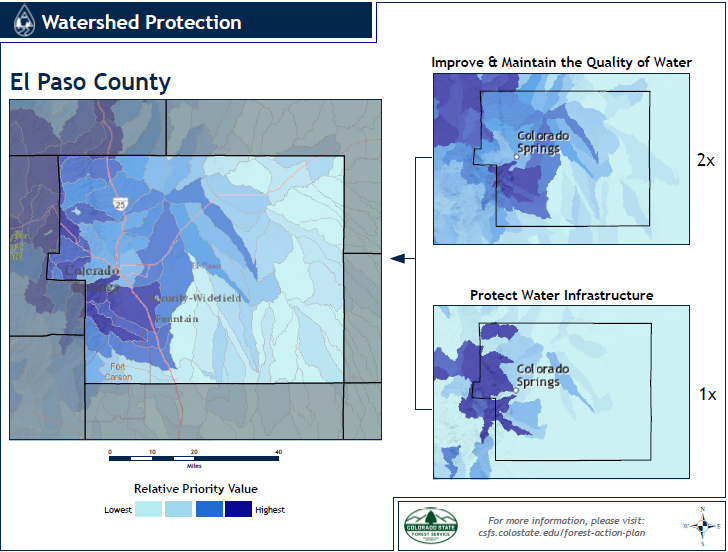 Watershed Protection
El Paso County
25
Colorado
Springs
El Paso
Security-Widefield
Fountain
Fort
Carson
0 10 20 40
Miles
Relative Priority Value
Lowest Highest
Improve & Maintain the Quality of Water
Colorado
Springs
2x
Protect Water Infrastructure
Colorado
Springs
1x
COLORADO STATE
FOREST SERVICE
For more information, please visit:
csfs.colostate.edu/forest-action-plan
N
W E
S